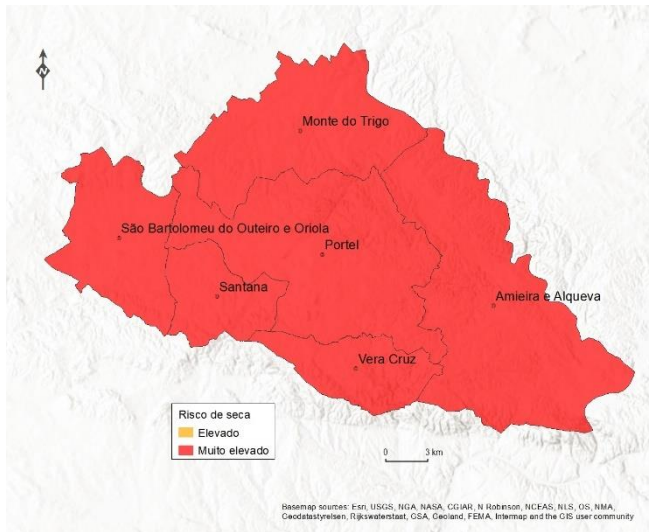 N
Monte do Trigo
São Bartolomeu do Outeiro e Oriola
Portel
Santana
Amieira e Alqueva
Vera Cruz
Risco de seca
Elevado
Muito elevado
0 3 km
Basemap sources: Esri, USGS, NGA, NASA, CGIAR, N Robinson, NCEAS, NLS, OS, NMA,
Geodatastyrelsen, Rijkswaterstaat, GSA, Geoland, FEMA, Intermap and the GIS user community